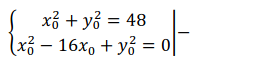 x₀² + y₀² = 48
x₀² − 16x₀ + y₀² = 0 | −